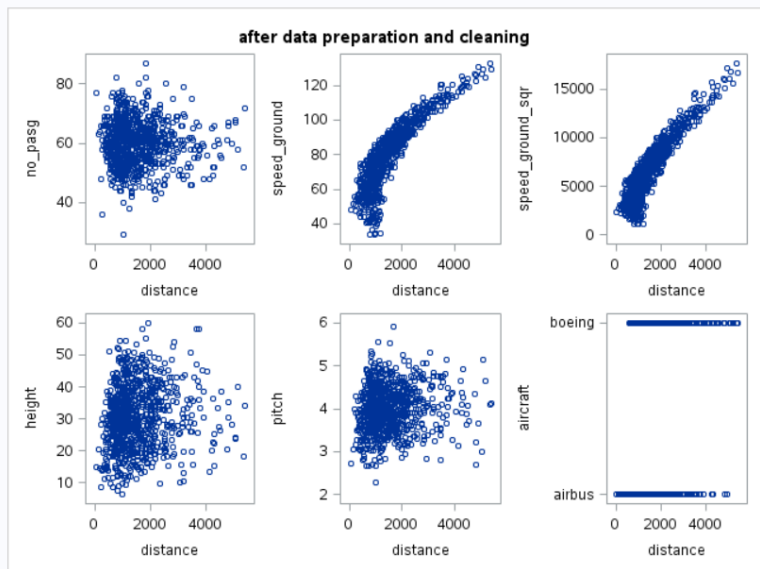 after data preparation and cleaning
80
60
40
no_pasg
0 2000 4000
distance
120
100
80
60
40
speed_ground
0 2000 4000
distance
15000
10000
5000
0
speed_ground_sqr
0 2000 4000
distance
60
50
40
30
20
10
height
0 2000 4000
distance
6
5
4
3
2
pitch
0 2000 4000
distance
boeing
airbus
aircraft
0 2000 4000
distance